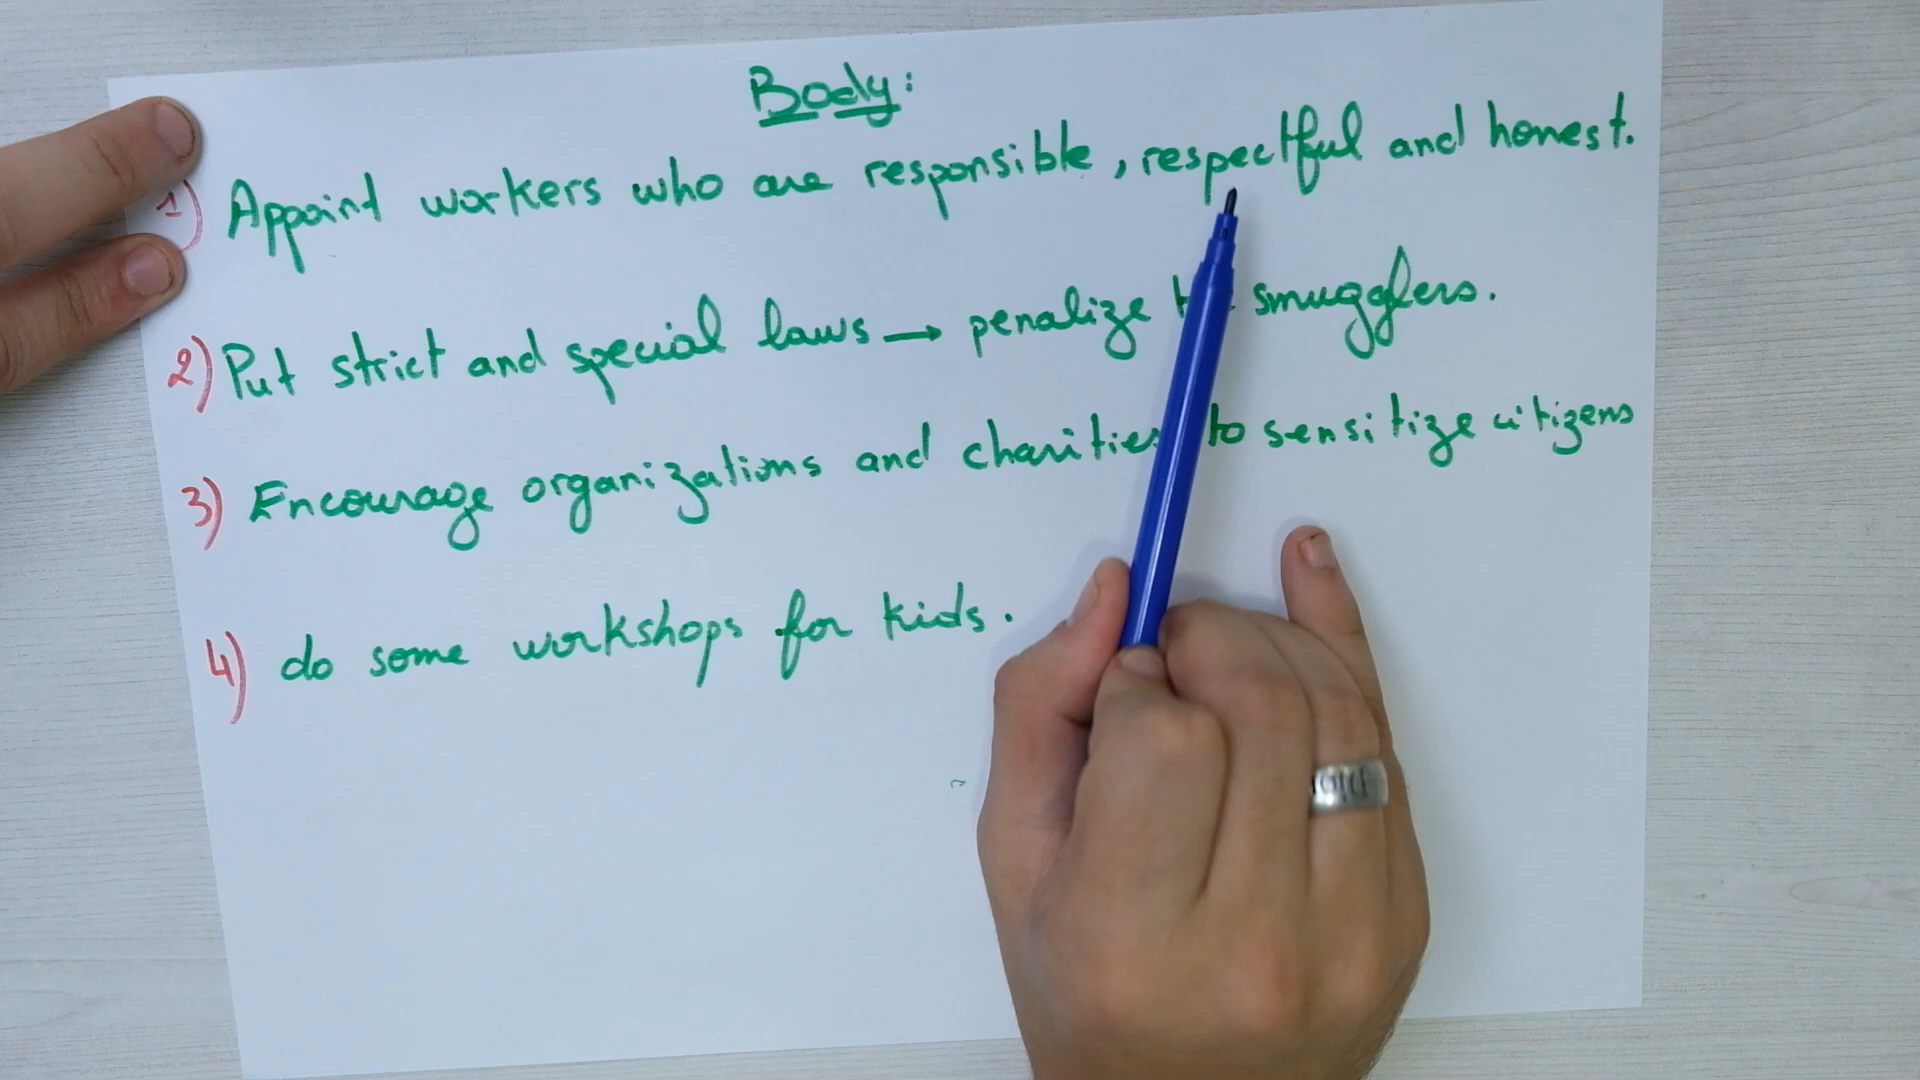 Body:
1) Appoint workers who are responsible, respectful and honest.
2) Put strict and special laws → penalize smugglers.
3) Encourage organizations and charities to sensitize citizens
4) do some workshops for kids.